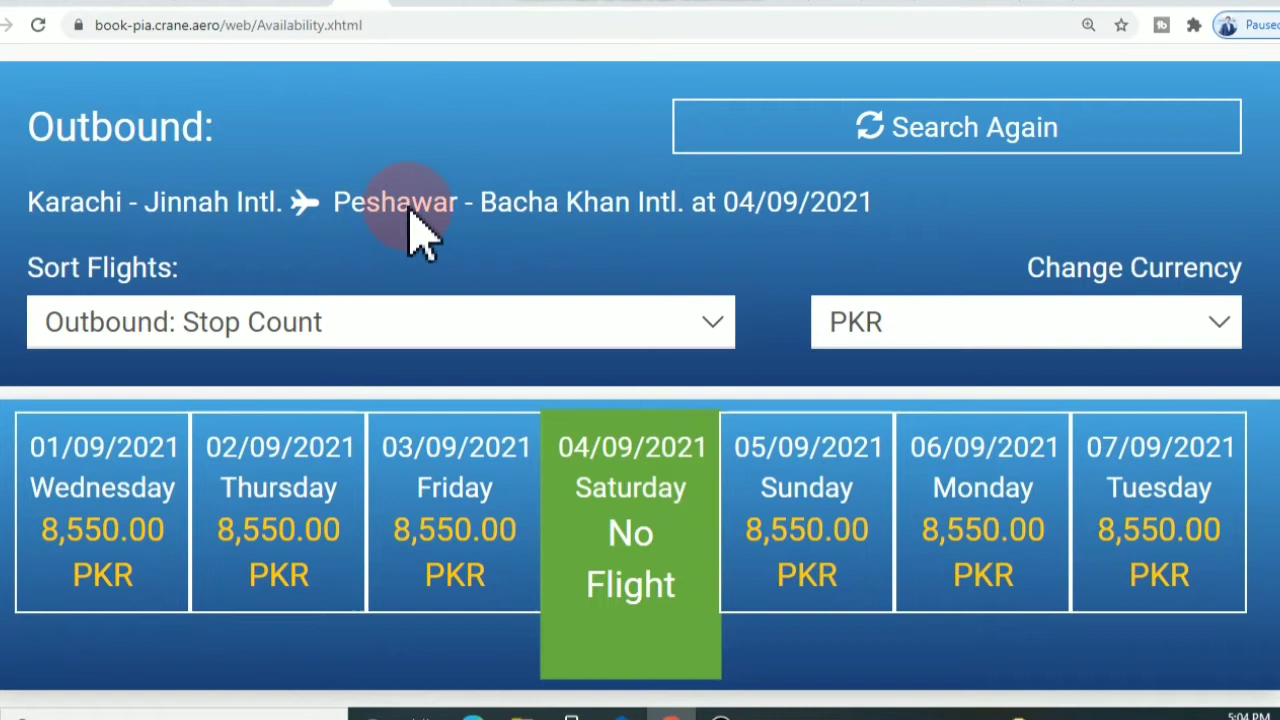 book-pia.crane.aero/web/Availability.xhtml
Paused
Outbound:
Search Again
Karachi - Jinnah Intl. Peshawar - Bacha Khan Intl. at 04/09/2021
Sort Flights:
Change Currency
Outbound: Stop Count
PKR
01/09/2021
Wednesday
8,550.00
PKR
02/09/2021
Thursday
8,550.00
PKR
03/09/2021
Friday
8,550.00
PKR
04/09/2021
Saturday
No
Flight
05/09/2021
Sunday
8,550.00
PKR
06/09/2021
Monday
8,550.00
PKR
07/09/2021
Tuesday
8,550.00
PKR
5:04 PM